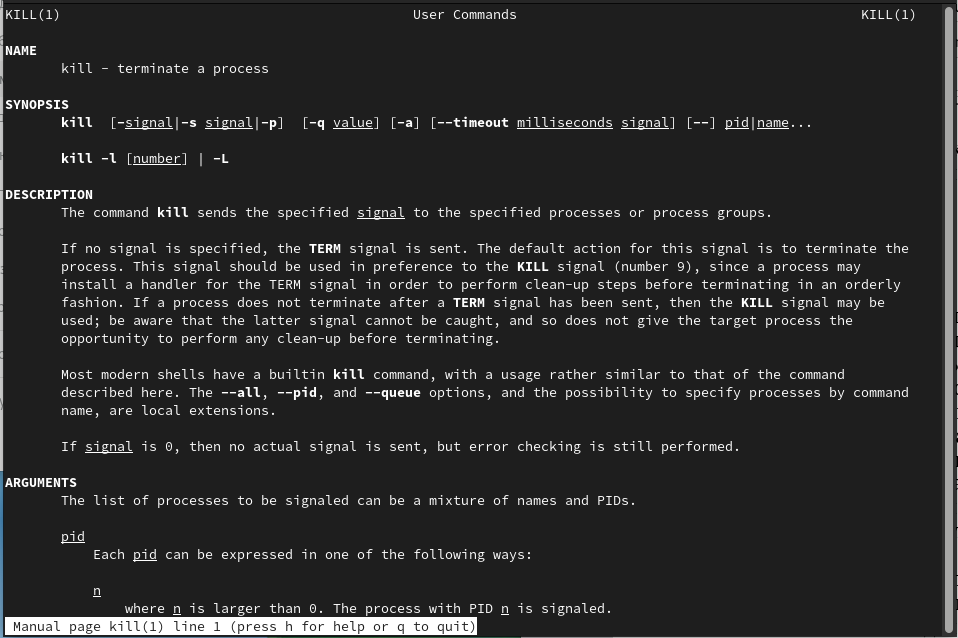 KILL(1) User Commands KILL(1)
NAME
kill - terminate a process
SYNOPSIS
kill [-signal|-s signal|-p] [-q value] [-a] [--timeout milliseconds signal] [--] pid|name...
kill -l [number] | -L
DESCRIPTION
The command kill sends the specified signal to the specified processes or process groups.
If no signal is specified, the TERM signal is sent. The default action for this signal is to terminate the
process. This signal should be used in preference to the KILL signal (number 9), since a process may
install a handler for the TERM signal in order to perform clean-up steps before terminating in an orderly
fashion. If a process does not terminate after a TERM signal has been sent, then the KILL signal may be
used; be aware that the latter signal cannot be caught, and so does not give the target process the
opportunity to perform any clean-up before terminating.
Most modern shells have a builtin kill command, with a usage rather similar to that of the command
described here. The --all, --pid, and --queue options, and the possibility to specify processes by command
name, are local extensions.
If signal is 0, then no actual signal is sent, but error checking is still performed.
ARGUMENTS
The list of processes to be signaled can be a mixture of names and PIDs.
pid
Each pid can be expressed in one of the following ways:
n
where n is larger than 0. The process with PID n is signaled.
Manual page kill(1) line 1 (press h for help or q to quit)